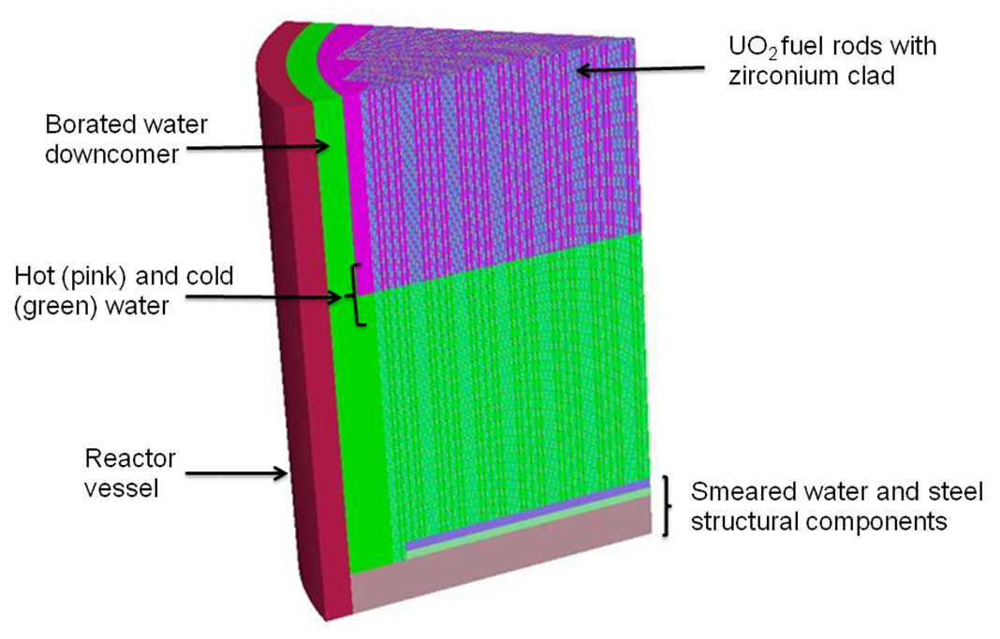 UO2 fuel rods with
zirconium clad
Borated water
downcomer
Hot (pink) and cold
(green) water
Reactor
vessel
Smeared water and steel
structural components